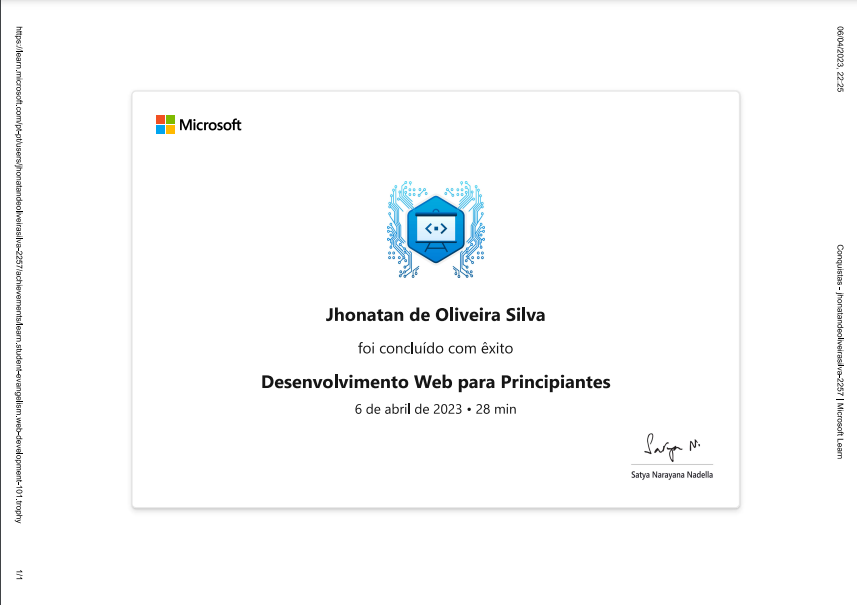 06/04/2023, 22:25
Conquistas - jhonatandeoliveirasilva-2257 | Microsoft Learn
Microsoft
Jhonatan de Oliveira Silva
foi concluído com êxito
Desenvolvimento Web para Principiantes
6 de abril de 2023 • 28 min
Satya N.
Satya Narayana Nadella
https://learn.microsoft.com/pt-pt/users/jhonatandeoliveirasilva-2257/achievements/learn.student-evangelism.web-development-101.trophy
1/1